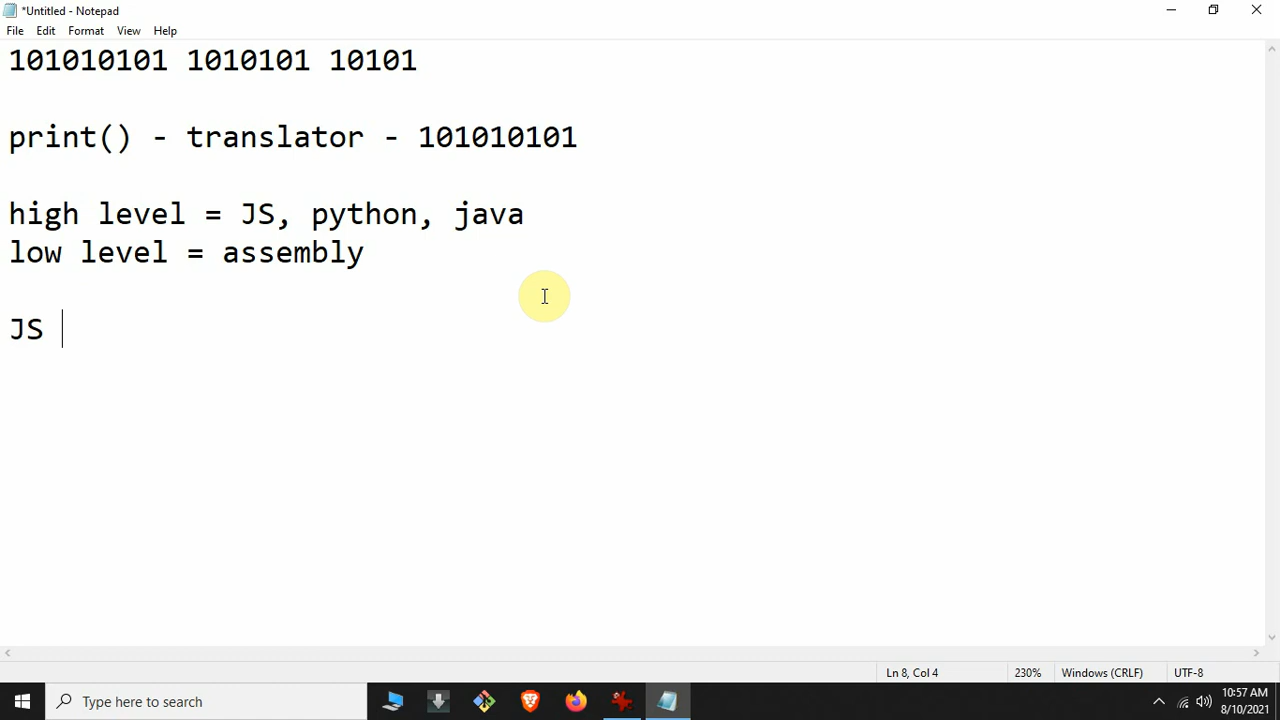 *Untitled - Notepad
File Edit Format View Help
101010101 1010101 10101
print() - translator - 101010101
high level = JS, python, java
low level = assembly
JS
Ln 8, Col 4 230% Windows (CRLF) UTF-8
Type here to search
10:57 AM
8/10/2021